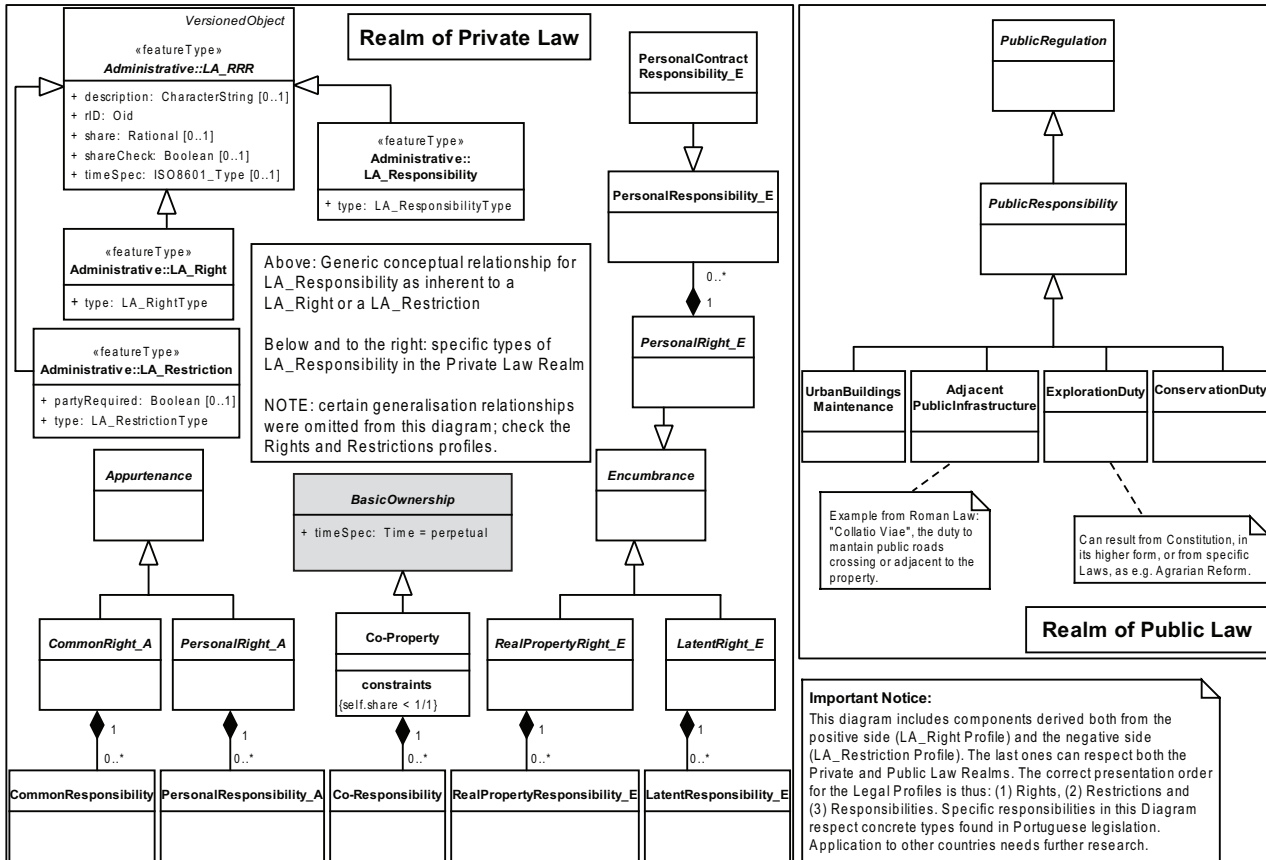 VersionedObject
«featureType»
Administrative::LA_RRR
+ description: CharacterString [0..1]
+ rID: Oid
+ share: Rational [0..1]
+ shareCheck: Boolean [0..1]
+ timeSpec: ISO8601_Type [0..1]
Realm of Private Law
«featureType»
Administrative::
LA_Responsibility
+ type: LA_ResponsibilityType
PersonalContract
Responsibility_E
PersonalResponsibility_E
0..*
1
PersonalRight_E
«featureType»
Administrative::LA_Right
+ type: LA_RightType
«featureType»
Administrative::LA_Restriction
+ partyRequired: Boolean [0..1]
+ type: LA_RestrictionType
Above: Generic conceptual relationship for
LA_Responsibility as inherent to a
LA_Right or a LA_Restriction
Below and to the right: specific types of
LA_Responsibility in the Private Law Realm
NOTE: certain generalisation relationships
were omitted from this diagram; check the
Rights and Restrictions profiles.
Appurtenance
BasicOwnership
+ timeSpec: Time = perpetual
Encumbrance
CommonRight_A
PersonalRight_A
Co-Property
constraints
{self.share < 1/1}
RealPropertyRight_E
LatentRight_E
1
0..*
1
0..*
1
0..*
1
0..*
1
0..*
CommonResponsibility
PersonalResponsibility_A
Co-Responsibility
RealPropertyResponsibility_E
LatentResponsibility_E
PublicRegulation
PublicResponsibility
UrbanBuildings
Maintenance
Adjacent
PublicInfrastructure
ExplorationDuty
ConservationDuty
Example from Roman Law:
"Collatio Viae", the duty to
mantain public roads
crossing or adjacent to the
property.
Can result from Constitution, in
its higher form, or from specific
Laws, as e.g. Agrarian Reform.
Realm of Public Law
Important Notice:
This diagram includes components derived both from the
positive side (LA_Right Profile) and the negative side
(LA_Restriction Profile). The last ones can respect both the
Private and Public Law Realms. The correct presentation order
for the Legal Profiles is thus: (1) Rights, (2) Restrictions and
(3) Responsibilities. Specific responsibilities in this Diagram
respect concrete types found in Portuguese legislation.
Application to other countries needs further research.